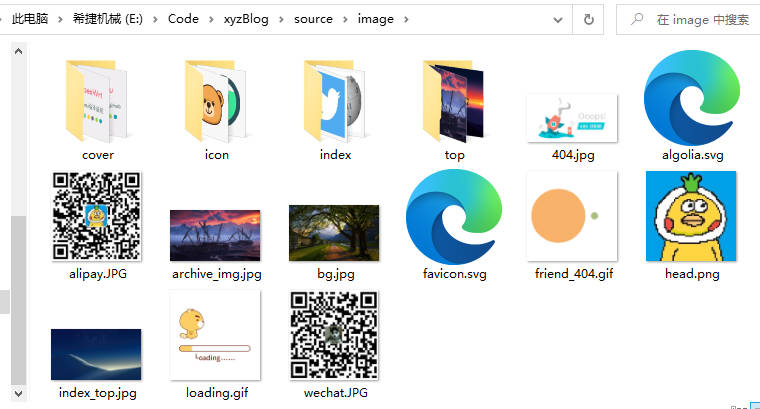 此电脑 › 希捷机械 (E:) › Code › xyzBlog › source › image ›
在 image 中搜索
cover
icon
index
top
404.jpg
algolia.svg
alipay.JPG
archive_img.jpg
bg.jpg
favicon.svg
friend_404.gif
head.png
Loading......
index_top.jpg
loading.gif
wechat.JPG